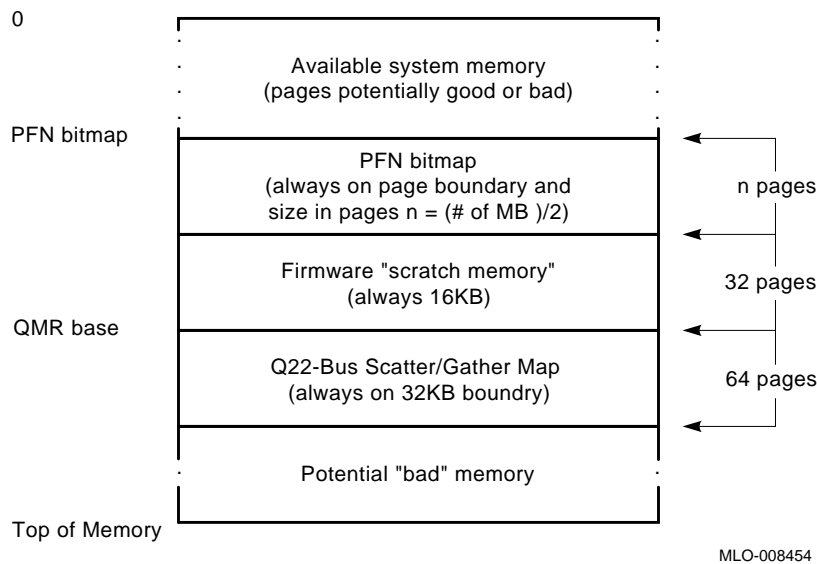 0
Available system memory
(pages potentially good or bad)
PFN bitmap
PFN bitmap
(always on page boundary and
size in pages n = (# of MB )/2)
n pages
Firmware "scratch memory"
(always 16KB)
32 pages
QMR base
Q22-Bus Scatter/Gather Map
(always on 32KB boundry)
64 pages
Potential "bad" memory
Top of Memory
MLO-008454